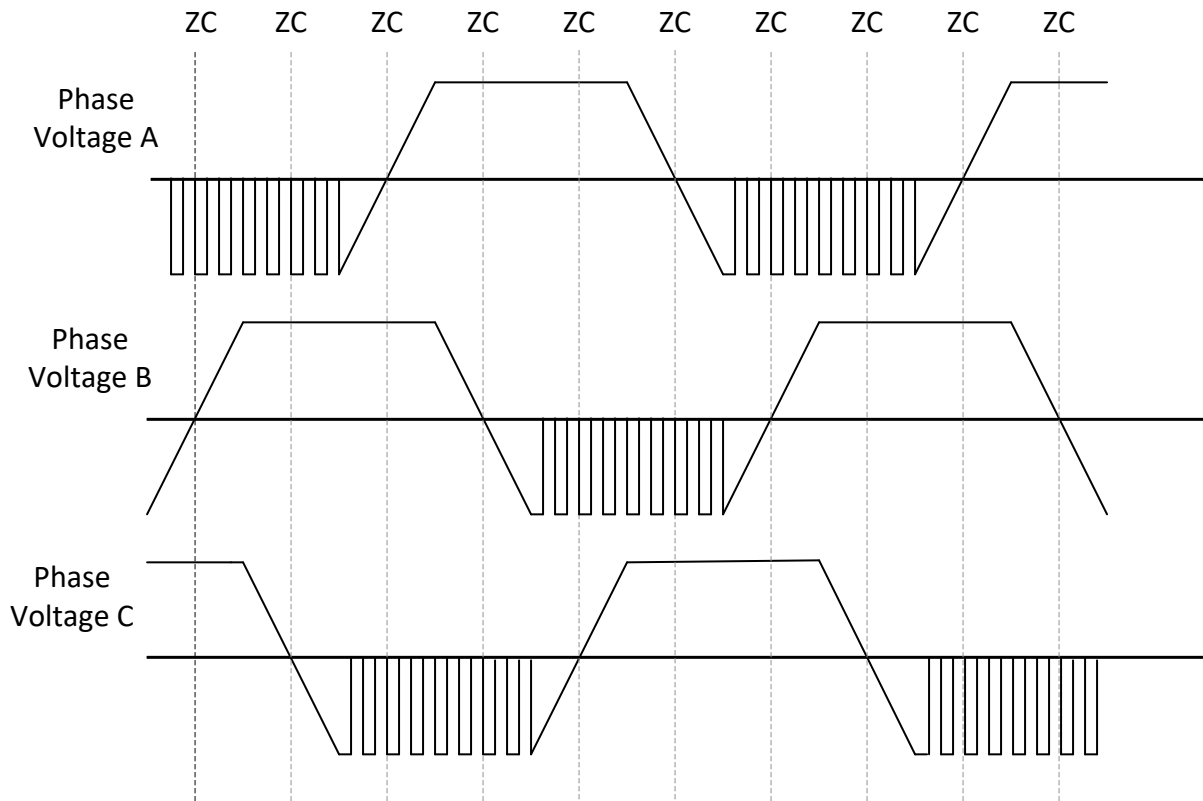 ZC ZC ZC ZC ZC ZC ZC ZC ZC ZC
Phase
Voltage A
Phase
Voltage B
Phase
Voltage C